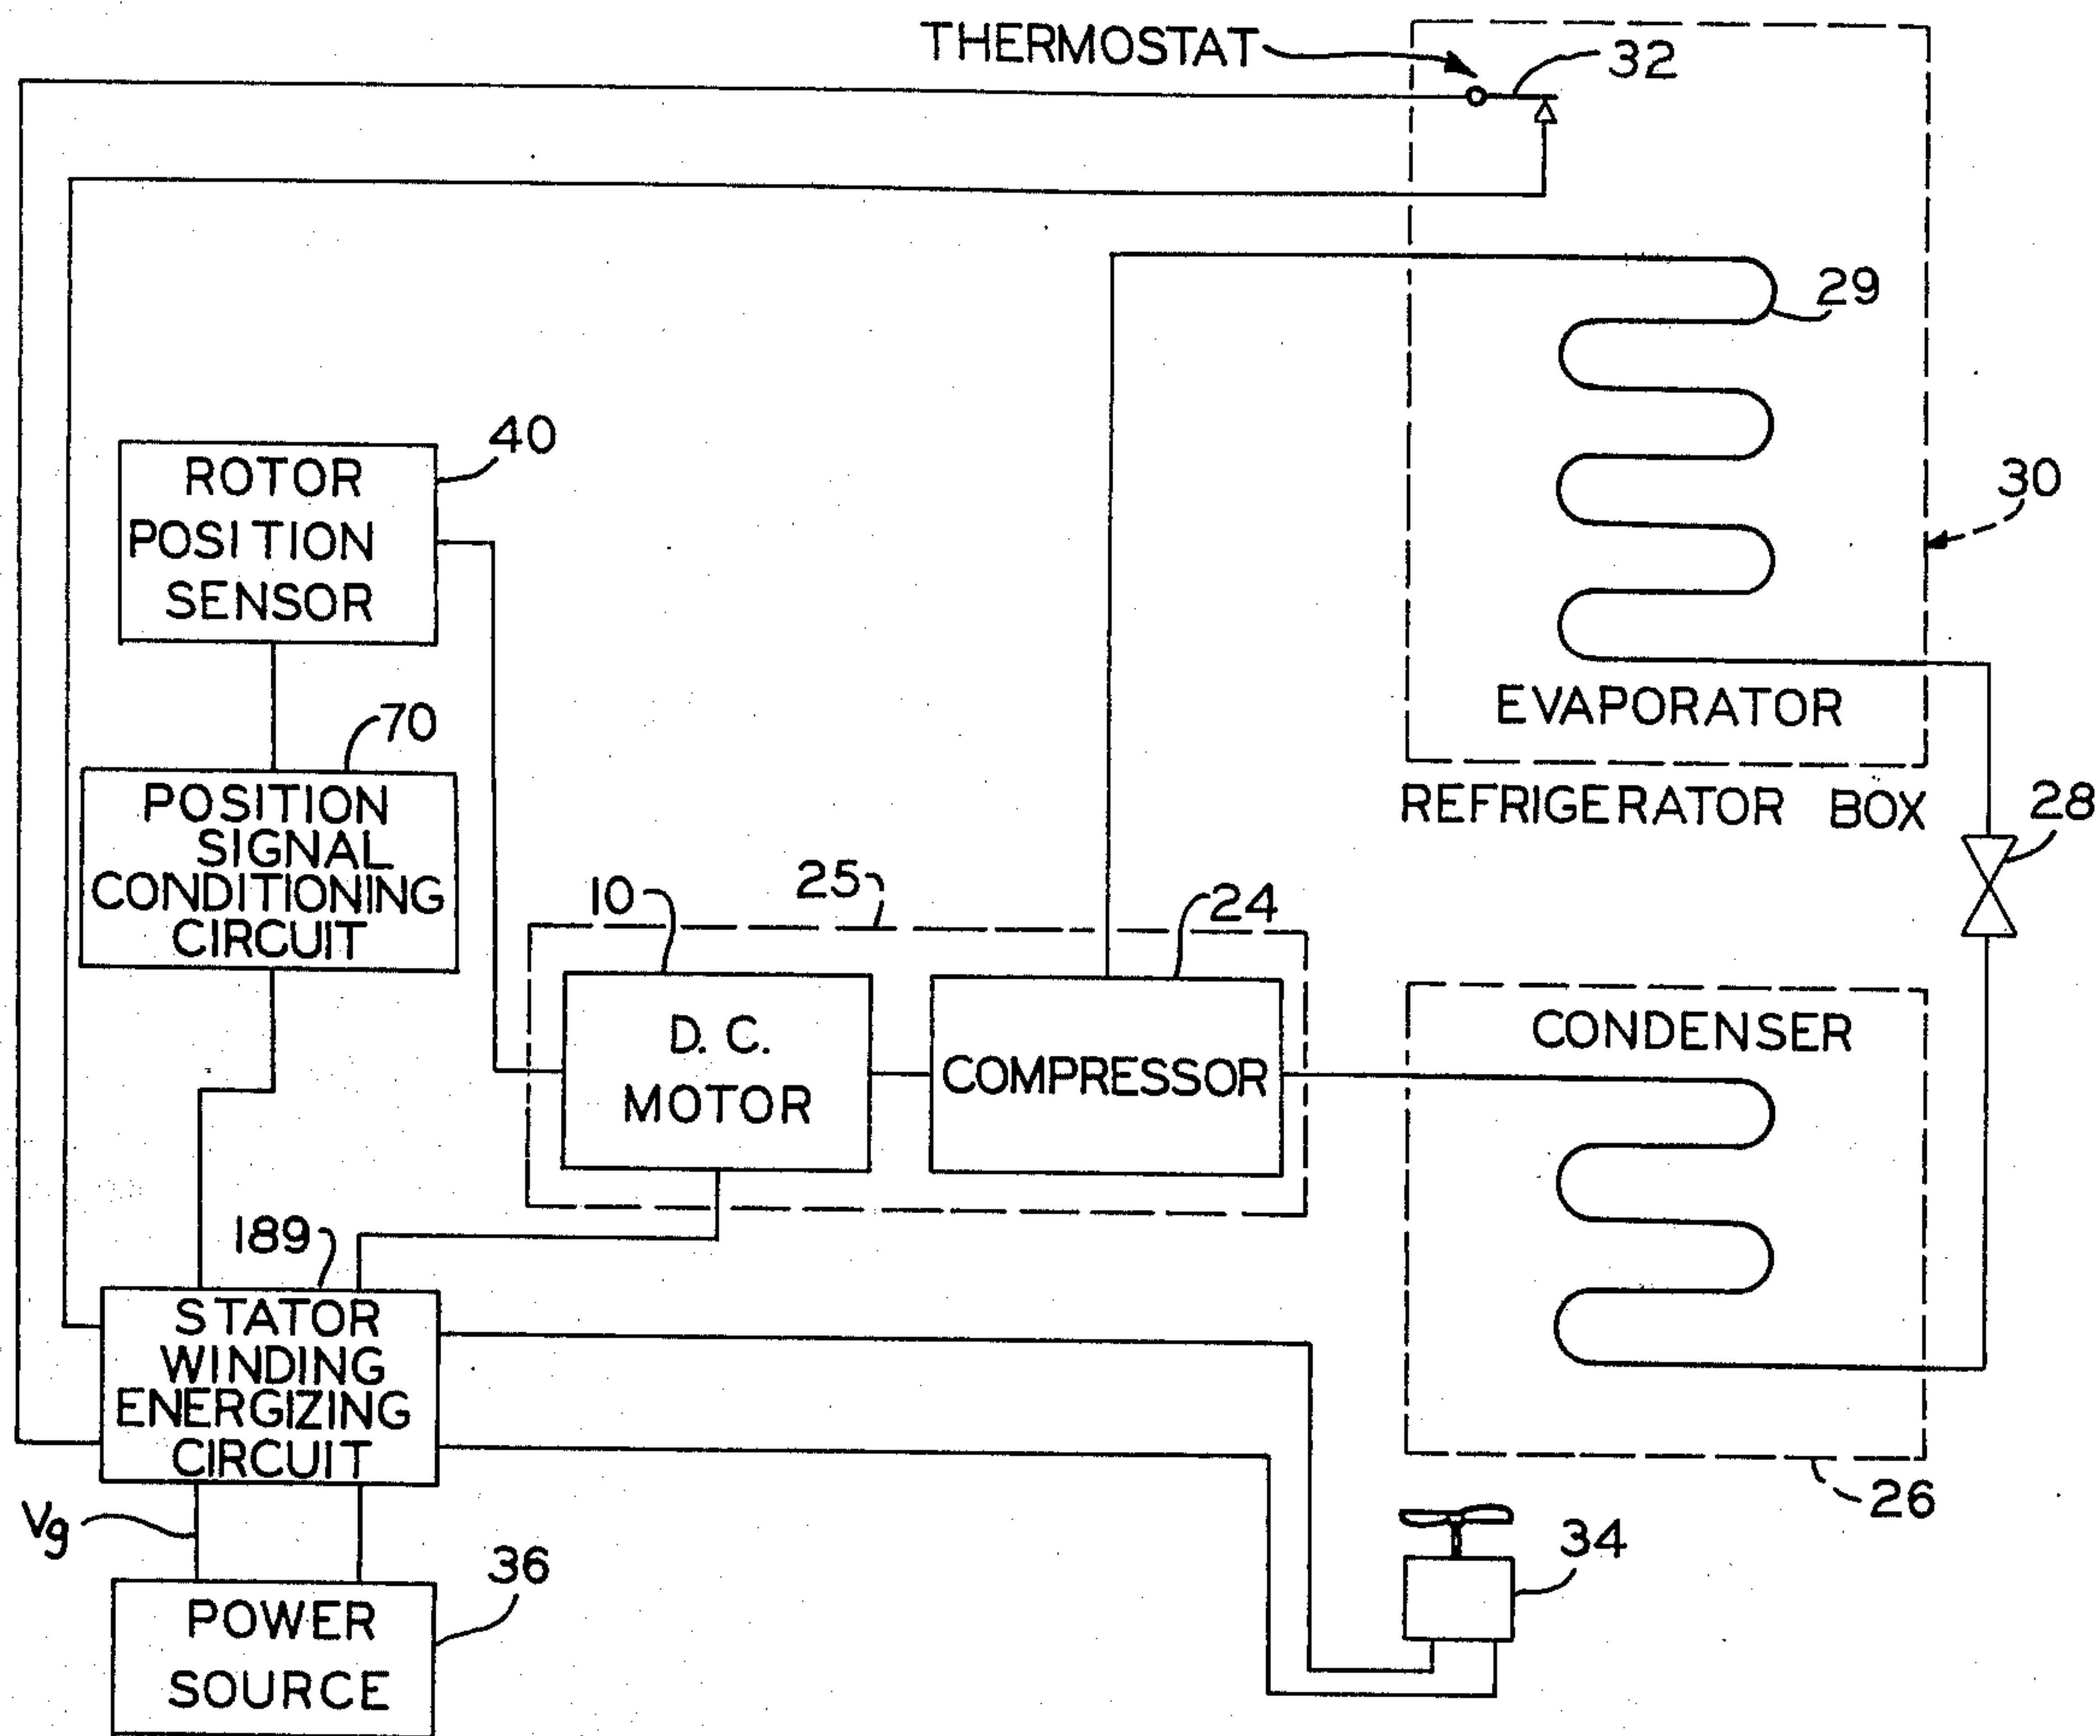 THERMOSTAT
32
29
40
ROTOR
POSITION
SENSOR
30
EVAPORATOR
REFRIGERATOR BOX
70
POSITION
SIGNAL
CONDITIONING
CIRCUIT
28
10
25
24
D. C.
MOTOR
COMPRESSOR
CONDENSER
189
STATOR
WINDING
ENERGIZING
CIRCUIT
26
Vg
36
34
POWER
SOURCE